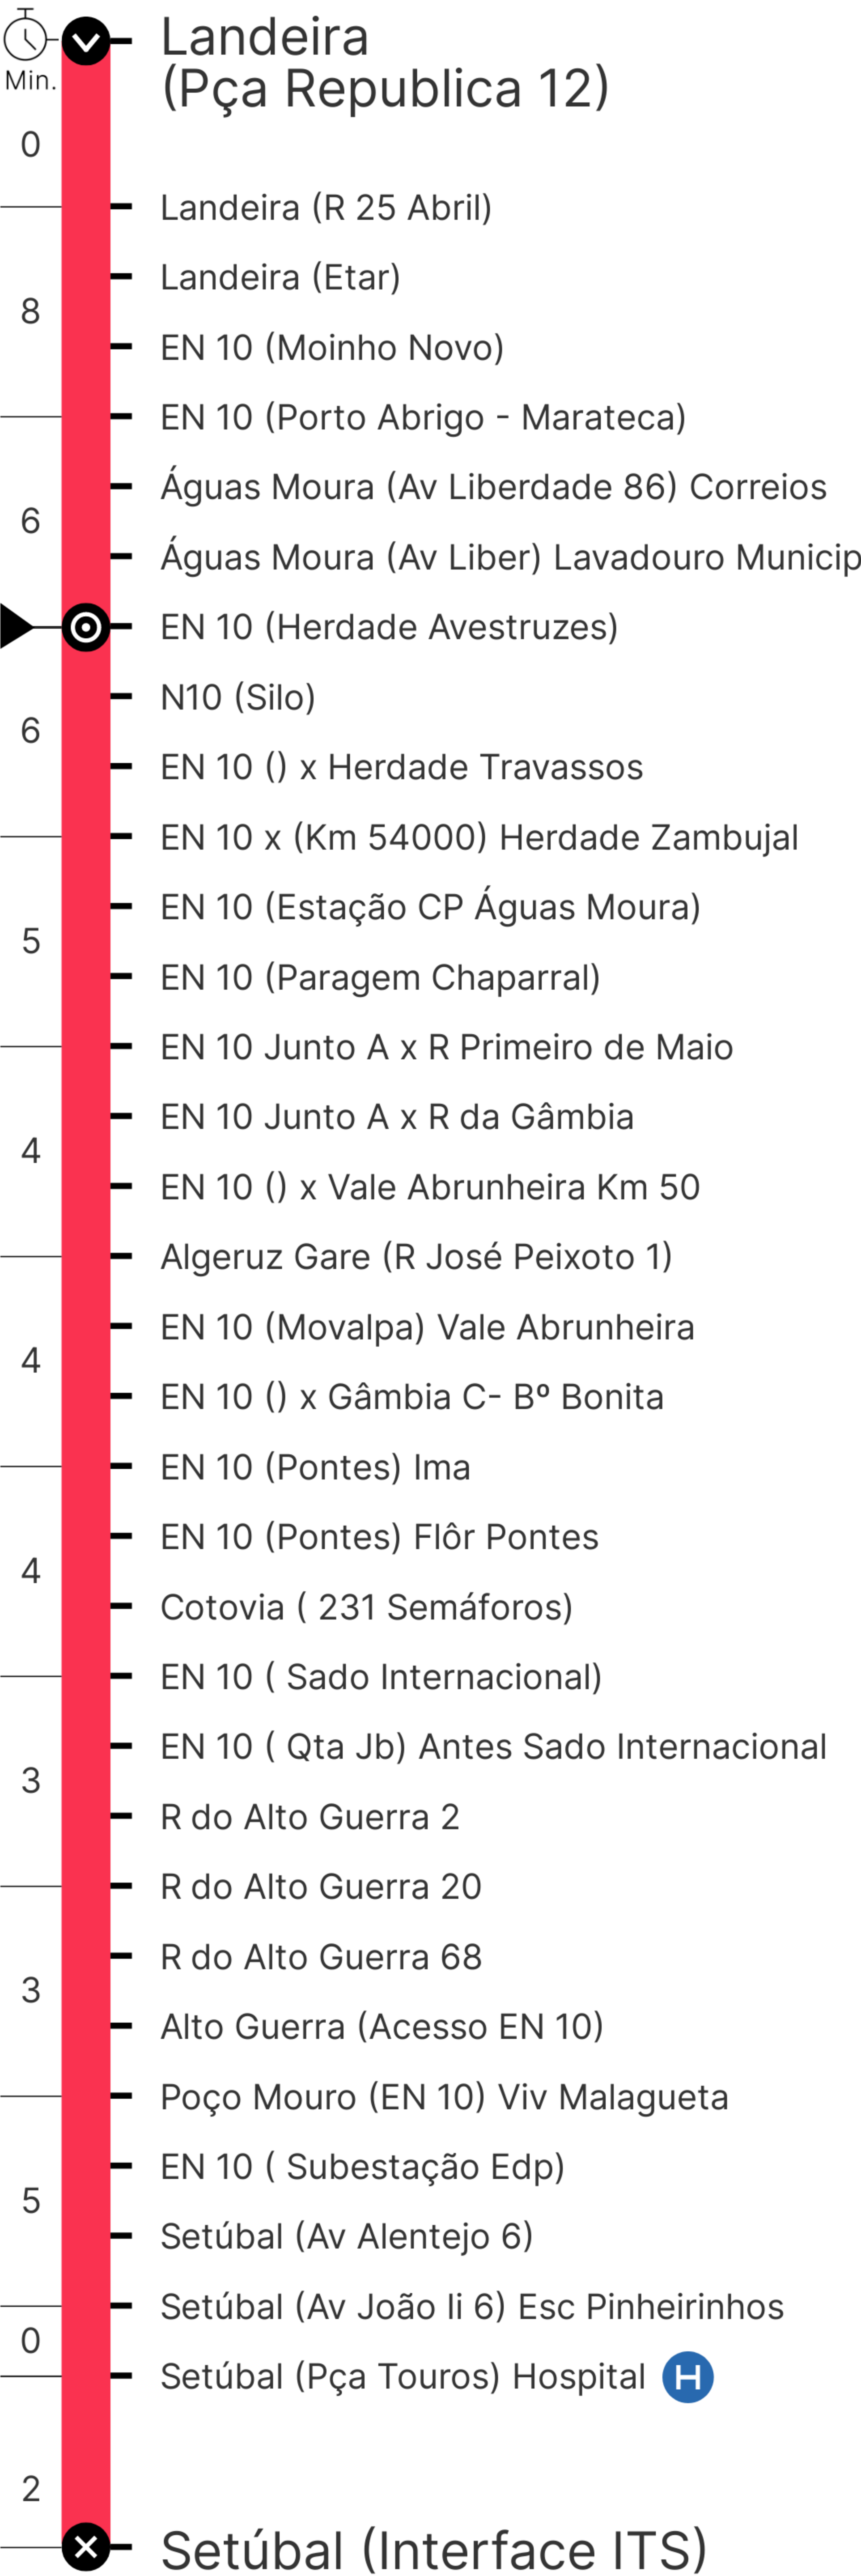 Landeira
Min.
(Pça Republica 12)
0
Landeira (R 25 Abril)
Landeira (Etar)
8
EN 10 (Moinho Novo)
EN 10 (Porto Abrigo - Marateca)
Águas Moura (Av Liberdade 86) Correios
6
Águas Moura (Av Liber) Lavadouro Municip
EN 10 (Herdade Avestruzes)
N10 (Silo)
6
EN 10 () x Herdade Travassos
EN 10 x (Km 54000) Herdade Zambujal
EN 10 (Estação CP Águas Moura)
5
EN 10 (Paragem Chaparral)
EN 10 Junto A x R Primeiro de Maio
EN 10 Junto A x R da Gâmbia
4
EN 10 () x Vale Abrunheira Km 50
Algeruz Gare (R José Peixoto 1)
EN 10 (Movalpa) Vale Abrunheira
4
EN 10 () x Gâmbia C- Bº Bonita
EN 10 (Pontes) Ima
EN 10 (Pontes) Flôr Pontes
4
Cotovia ( 231 Semáforos)
EN 10 ( Sado Internacional)
EN 10 ( Qta Jb) Antes Sado Internacional
3
R do Alto Guerra 2
R do Alto Guerra 20
R do Alto Guerra 68
3
Alto Guerra (Acesso EN 10)
Poço Mouro (EN 10) Viv Malagueta
EN 10 ( Subestação Edp)
5
Setúbal (Av Alentejo 6)
Setúbal (Av João Ii 6) Esc Pinheirinhos
0
Setúbal (Pça Touros) Hospital H
2
Setúbal (Interface ITS)